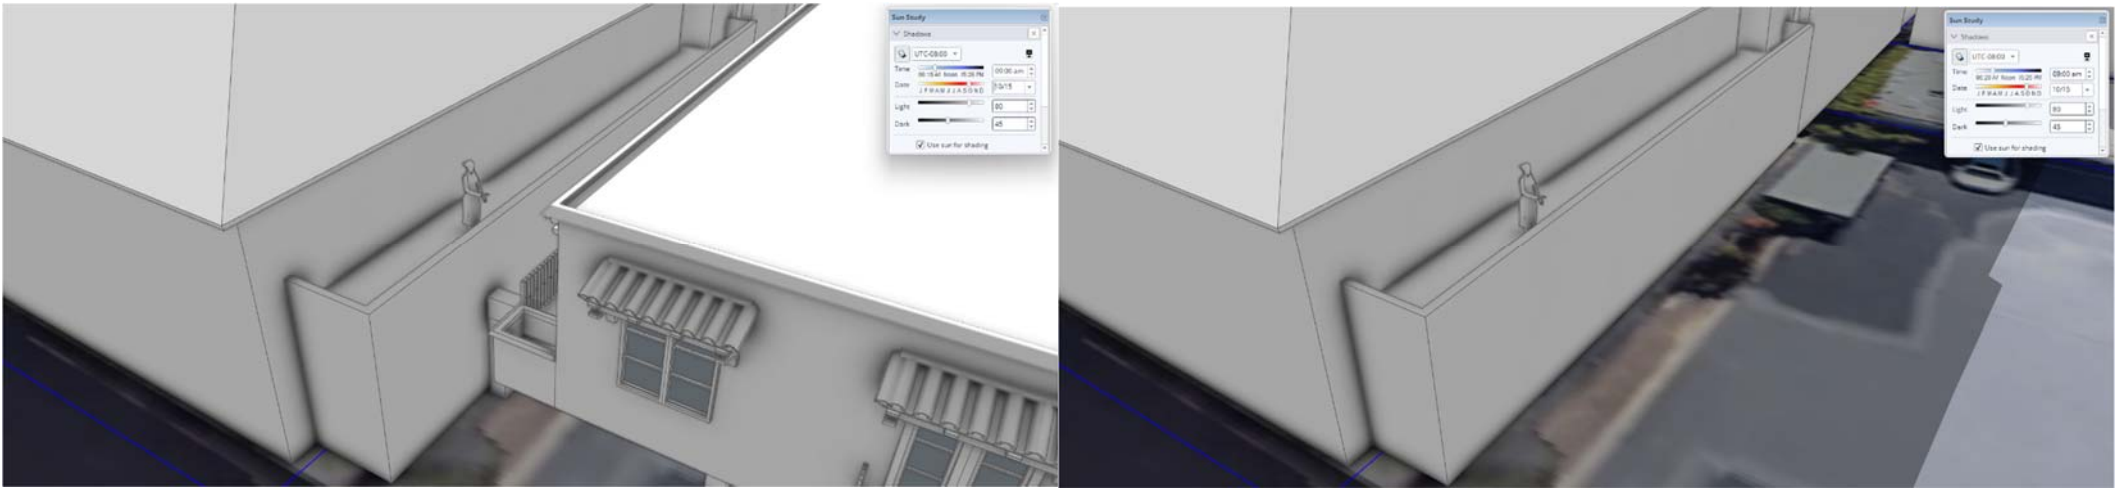 Sun Study
Shadows
UTC-08:00
Time
Noon
09:00 am
Date
J F M A M J J A S O N D
10/15
Light
80
Dark
45
Use sun for shading
Sun Study
Shadows
UTC-08:00
Time
Noon
09:00 am
Date
J F M A M J J A S O N D
10/15
Light
80
Dark
45
Use sun for shading